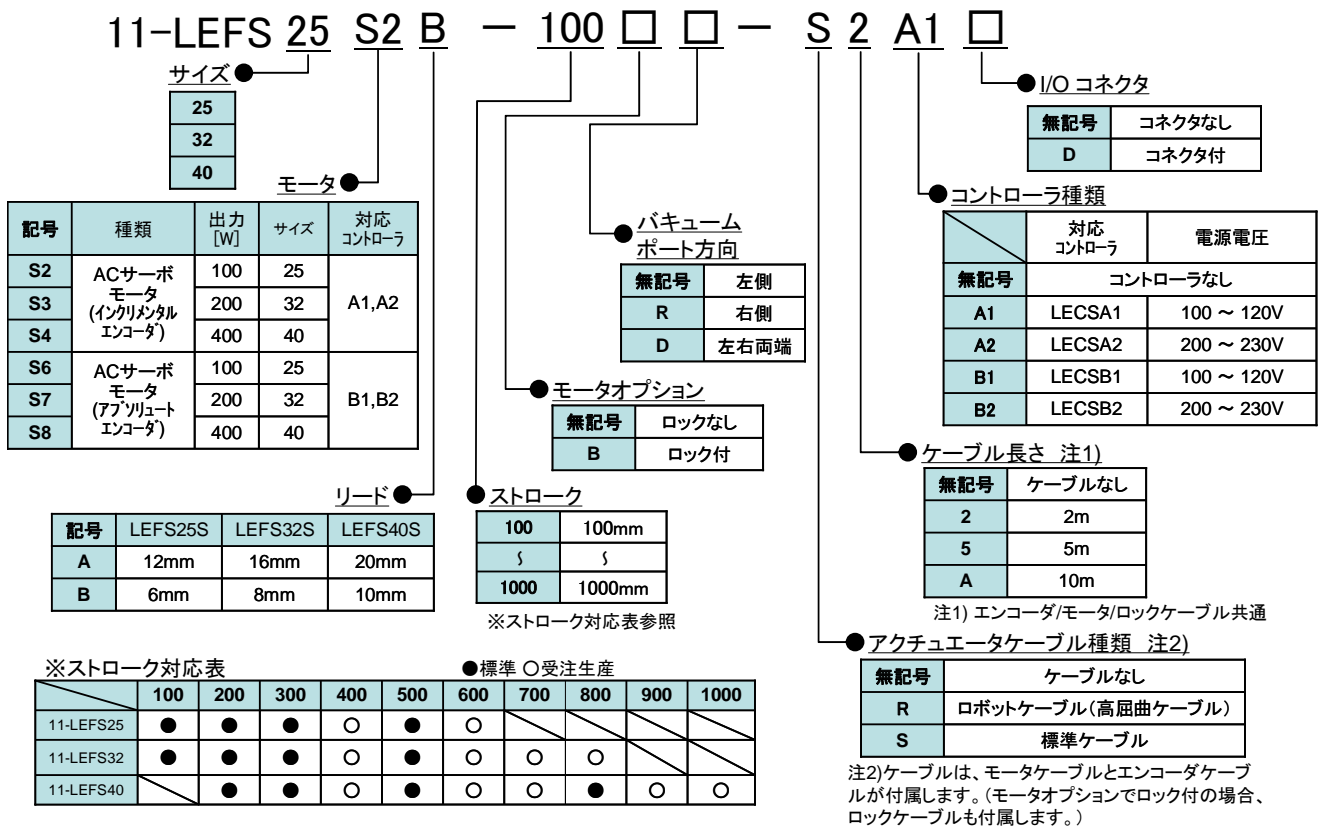 11-LEFS 25 S2 B － 100 □ □ － S 2 A1 □
サイズ
25
32
40
モータ
記号 種類 出力[W] サイズ 対応コントローラ
S2 ACサーボモータ(インクリメンタルエンコーダ) 100 25 A1,A2
S3 200 32
S4 400 40
S6 ACサーボモータ(アブソリュートエンコーダ) 100 25 B1,B2
S7 200 32
S8 400 40
リード
記号 LEFS25S LEFS32S LEFS40S
A 12mm 16mm 20mm
B 6mm 8mm 10mm
ストローク
100 100mm
～ ～
1000 1000mm
※ストローク対応表参照
モータオプション
無記号 ロックなし
B ロック付
バキューム
ポート方向
無記号 左側
R 右側
D 左右両端
I/O コネクタ
無記号 コネクタなし
D コネクタ付
コントローラ種類
対応コントローラ 電源電圧
無記号 コントローラなし
A1 LECSA1 100 ～ 120V
A2 LECSA2 200 ～ 230V
B1 LECSB1 100 ～ 120V
B2 LECSB2 200 ～ 230V
ケーブル長さ 注1)
無記号 ケーブルなし
2 2m
5 5m
A 10m
注1) エンコーダ/モータ/ロックケーブル共通
アクチュエータケーブル種類 注2)
無記号 ケーブルなし
R ロボットケーブル(高屈曲ケーブル)
S 標準ケーブル
注2)ケーブルは、モータケーブルとエンコーダケーブ
ルが付属します。(モータオプションでロック付の場合、
ロックケーブルも付属します。)
※ストローク対応表 ●標準 〇受注生産
100 200 300 400 500 600 700 800 900 1000
11-LEFS25 ● ● ● 〇 ● 〇
11-LEFS32 ● ● ● 〇 ● 〇 〇 〇
11-LEFS40 ● ● 〇 ● 〇 〇 ● 〇 〇